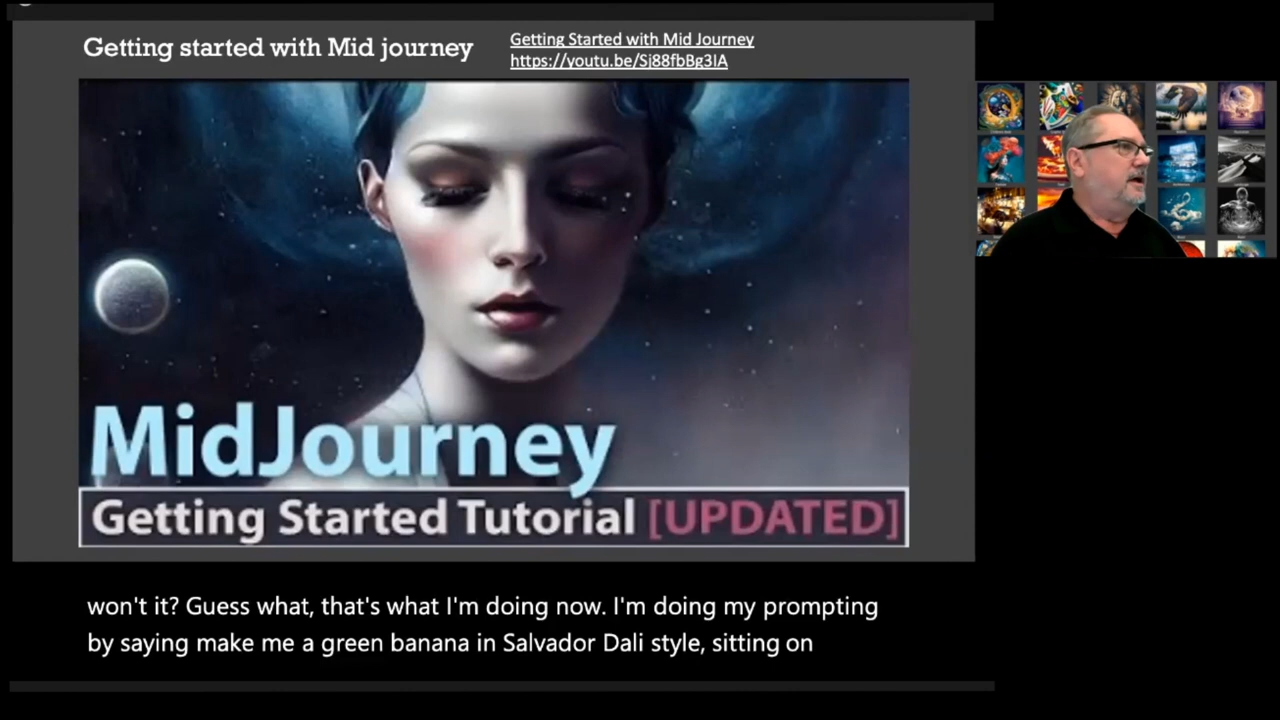 Getting started with Mid journey
Getting Started with Mid Journey
https://youtu.be/Sj88fbBg3IA
MidJourney
Getting Started Tutorial [UPDATED]
won't it? Guess what, that's what I'm doing now. I'm doing my prompting
by saying make me a green banana in Salvador Dali style, sitting on